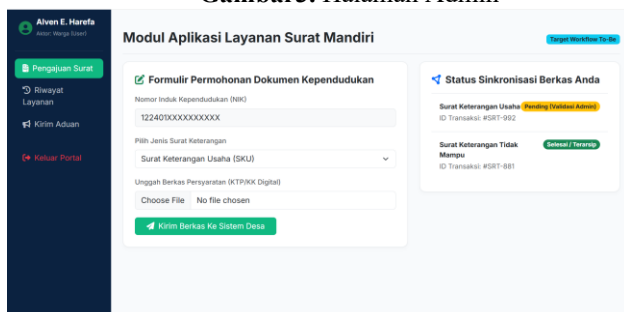 Gambar3. Halaman Admin
Alven E. Harefa
Aktor: Warga (User)
Pengajuan Surat
Riwayat
Layanan
Kirim Aduan
Keluar Portal
Modul Aplikasi Layanan Surat Mandiri
Target Workflow To-Be
Formulir Permohonan Dokumen Kependudukan
Nomor Induk Kependudukan (NIK)
122401XXXXXXXXXX
Pilih Jenis Surat Keterangan
Surat Keterangan Usaha (SKU)
Unggah Berkas Persyaratan (KTP/KK Digital)
Choose File No file chosen
Kirim Berkas Ke Sistem Desa
Status Sinkronisasi Berkas Anda
Surat Keterangan Usaha Pending (Validasi Admin)
ID Transaksi: #SRT-992
Surat Keterangan Tidak Selesai / Terarsip
Mampu
ID Transaksi: #SRT-881